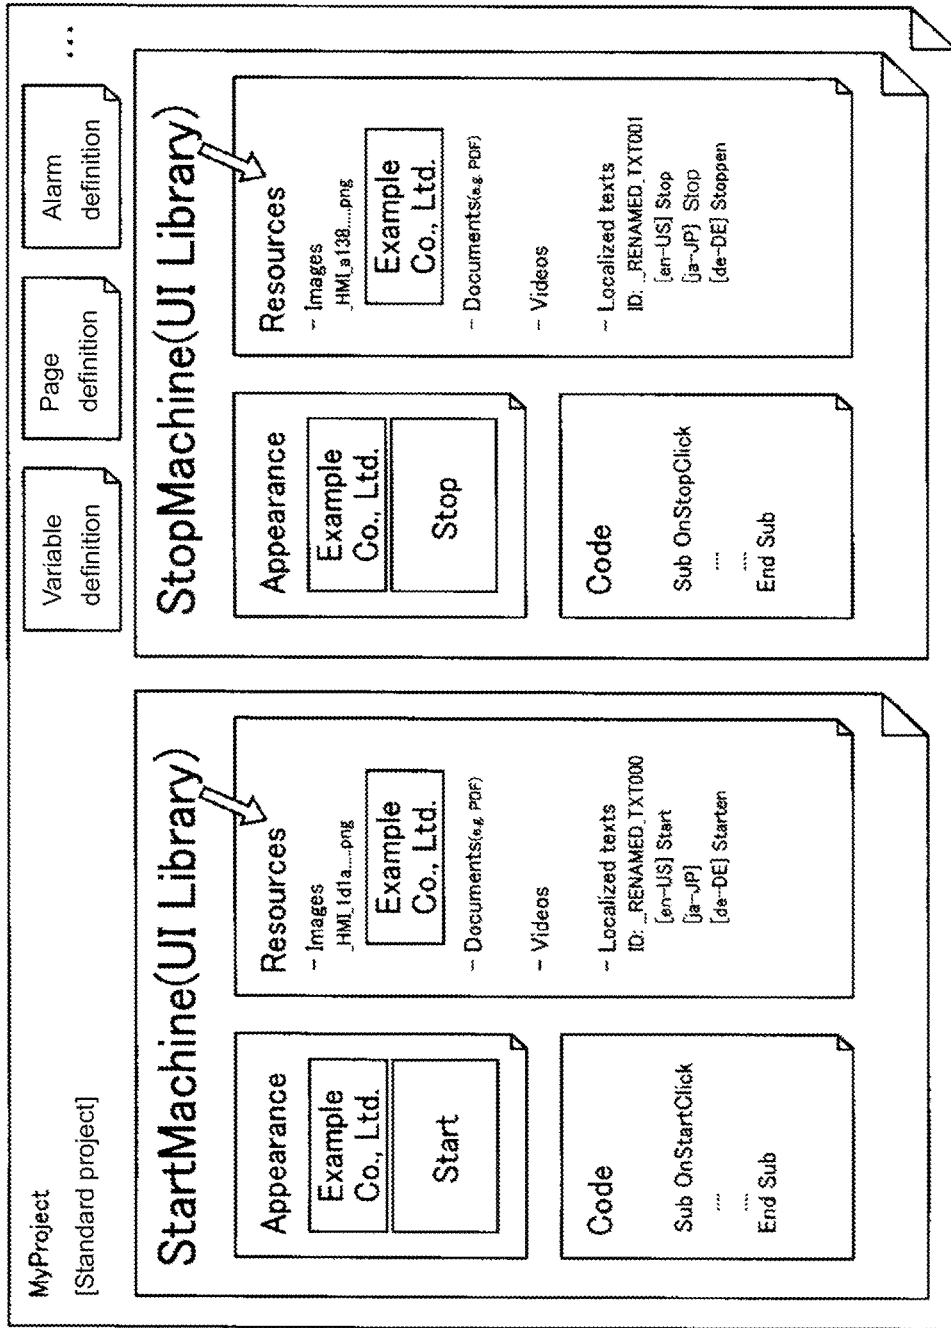 MyProject
[Standard project]
Variable
definition
Page
definition
Alarm
definition
...
StartMachine(UI Library)
Appearance
Example
Co., Ltd.
Start
Code
Sub OnStartClick
....
....
End Sub
Resources
- Images
_HMI_1d1a....png
Example
Co., Ltd.
- Documents(e.g. PDF)
- Videos
- Localized texts
ID: _RENAMED_TXT000
[en-US] Start
[ja-JP]
[de-DE] Starten
StopMachine(UI Library)
Appearance
Example
Co., Ltd.
Stop
Code
Sub OnStopClick
....
....
End Sub
Resources
- Images
_HMI_a138....png
Example
Co., Ltd.
- Documents(e.g. PDF)
- Videos
- Localized texts
ID: _RENAMED_TXT001
[en-US] Stop
[ja-JP] Stop
[de-DE] Stoppen